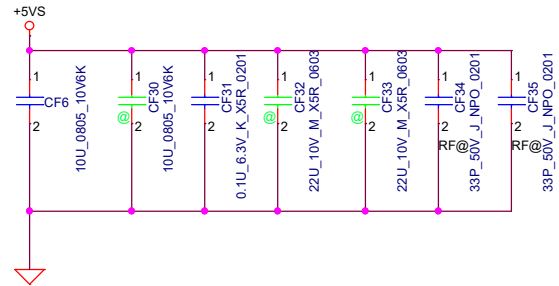 +5VS
1
CF6
2
10U_0805_10V6K
1
CF30
@
2
10U_0805_10V6K
1
CF31
2
0.1U_6.3V_K_X5R_0201
1
CF32
@
2
22U_10V_M_X5R_0603
1
CF33
@
2
22U_10V_M_X5R_0603
1
CF34
2
RF@
33P_50V_J_NPO_0201
1
CF35
2
RF@
33P_50V_J_NPO_0201